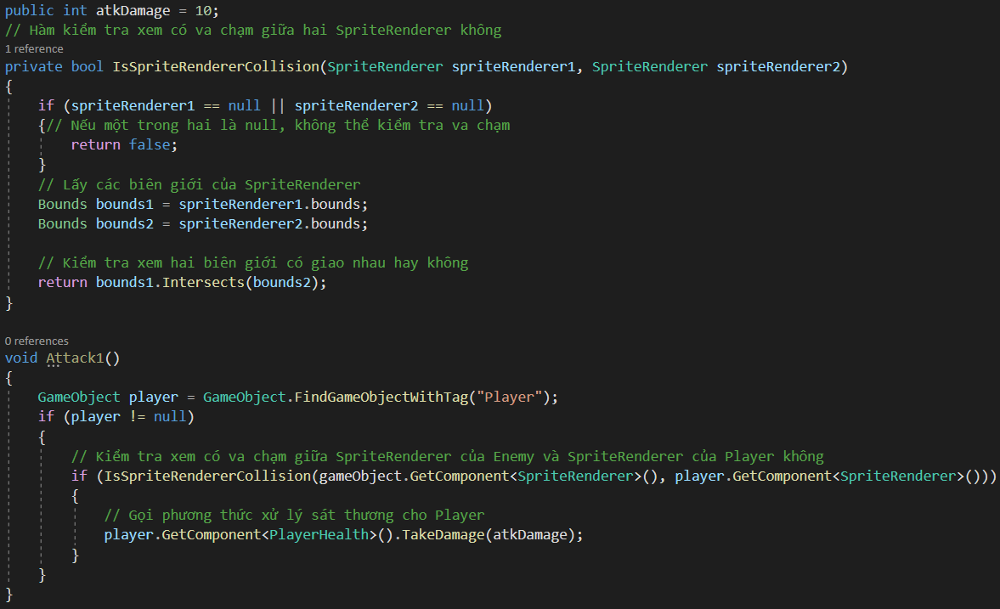 public int atkDamage = 10;
// Hàm kiểm tra xem có va chạm giữa hai SpriteRenderer không
1 reference
private bool IsSpriteRendererCollision(SpriteRenderer spriteRenderer1, SpriteRenderer spriteRenderer2)
{
    if (spriteRenderer1 == null || spriteRenderer2 == null)
    {// Nếu một trong hai là null, không thể kiểm tra va chạm
        return false;
    }
    // Lấy các biên giới của SpriteRenderer
    Bounds bounds1 = spriteRenderer1.bounds;
    Bounds bounds2 = spriteRenderer2.bounds;

    // Kiểm tra xem hai biên giới có giao nhau hay không
    return bounds1.Intersects(bounds2);
}

0 references
void Attack1()
{
    GameObject player = GameObject.FindGameObjectWithTag("Player");
    if (player != null)
    {
        // Kiểm tra xem có va chạm giữa SpriteRenderer của Enemy và SpriteRenderer của Player không
        if (IsSpriteRendererCollision(gameObject.GetComponent<SpriteRenderer>(), player.GetComponent<SpriteRenderer>()))
        {
            // Gọi phương thức xử lý sát thương cho Player
            player.GetComponent<PlayerHealth>().TakeDamage(atkDamage);
        }
    }
}